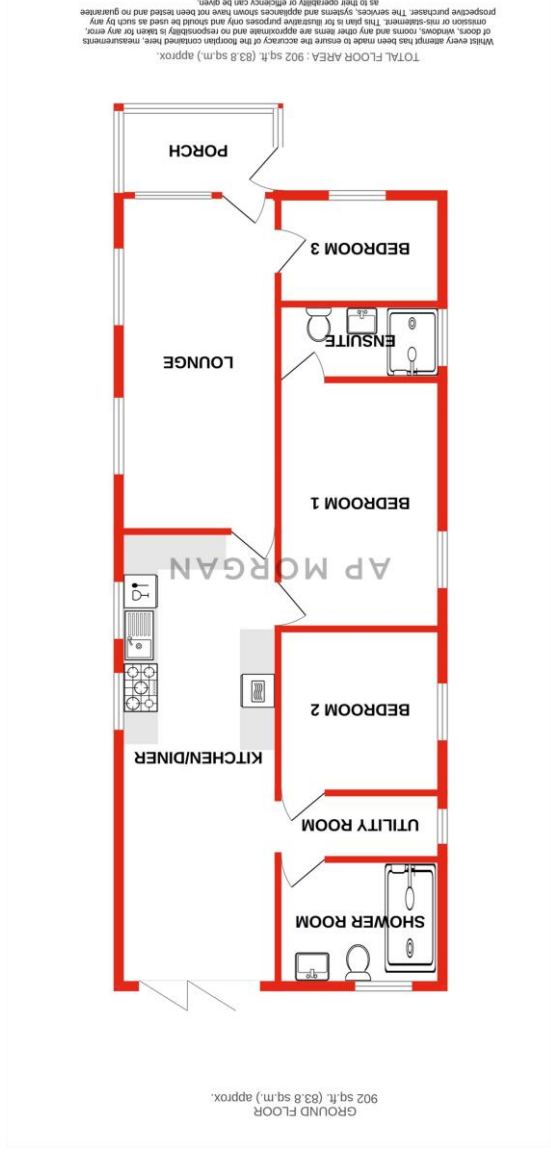 GROUND FLOOR
902 sq.ft. (83.8 sq.m.) approx.
SHOWER ROOM
UTILITY ROOM
KITCHEN/DINER
BEDROOM 2
AP MORGAN
BEDROOM 1
LOUNGE
ENSUITE
BEDROOM 3
PORCH
TOTAL FLOOR AREA : 902 sq.ft. (83.8 sq.m.) approx.
Whilst every attempt has been made to ensure the accuracy of the floorplan contained here, measurements
of doors, windows, rooms and any other items are approximate and no responsibility is taken for any error,
omission or mis-statement. This plan is for illustrative purposes only and should be used as such by any
prospective purchaser. The services, systems and appliances shown have not been tested and no guarantee
as to their operability or efficiency can be given.